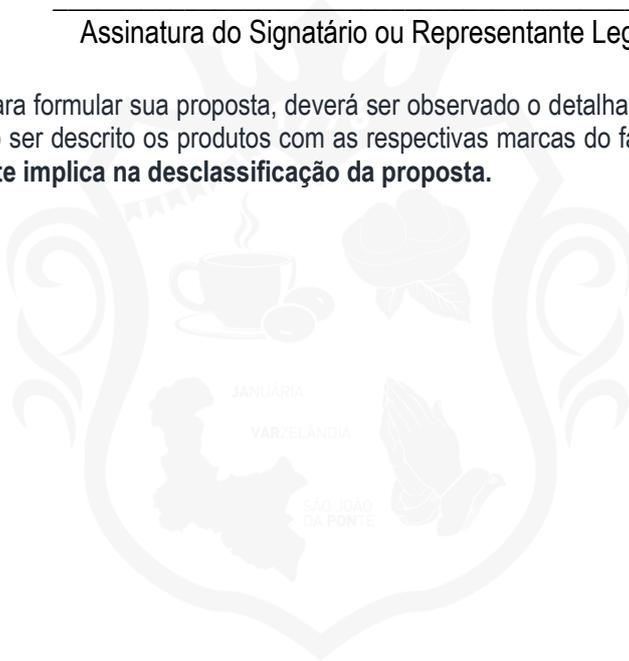 Assinatura do Signatário ou Representante Leg
ara formular sua proposta, deverá ser observado o detalha
o ser descrito os produtos com as respectivas marcas do fa
te implica na desclassificação da proposta.
JANUÁRIA
VARZELÂNDIA
SÃO JOÃO
DA PONTE